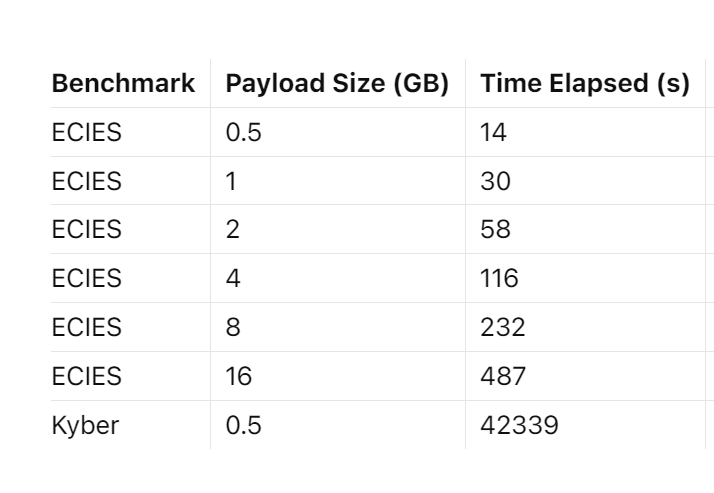 Benchmark Payload Size (GB) Time Elapsed (s)
ECIES 0.5 14
ECIES 1 30
ECIES 2 58
ECIES 4 116
ECIES 8 232
ECIES 16 487
Kyber 0.5 42339